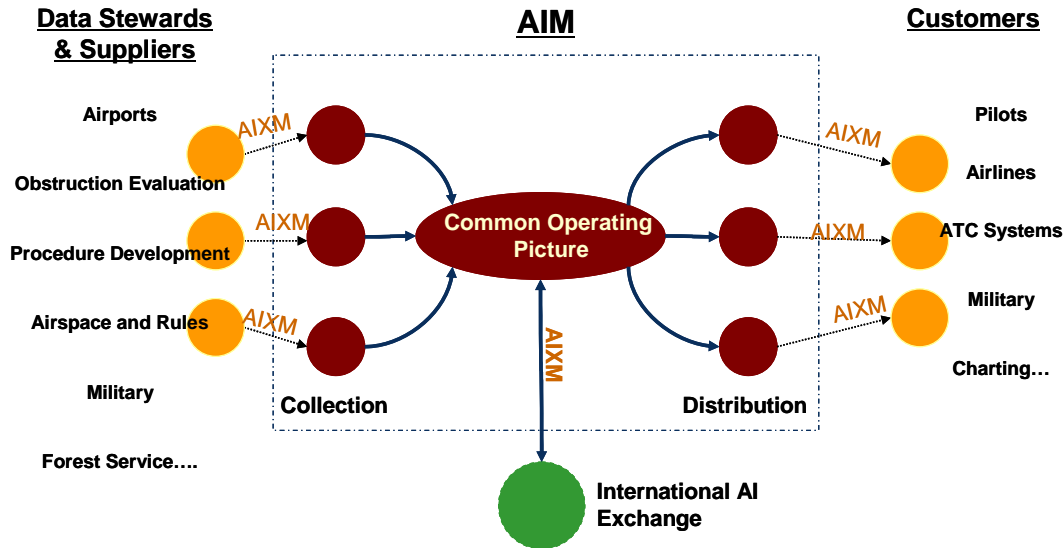 Data Stewards
& Suppliers
AIM
Customers
Airports
AIXM
Obstruction Evaluation
AIXM
Procedure Development
AIXM
Airspace and Rules
Military
Forest Service….
Collection
Common Operating
Picture
AIXM
International AI
Exchange
Distribution
AIXM
AIXM
AIXM
Pilots
Airlines
ATC Systems
Military
Charting…